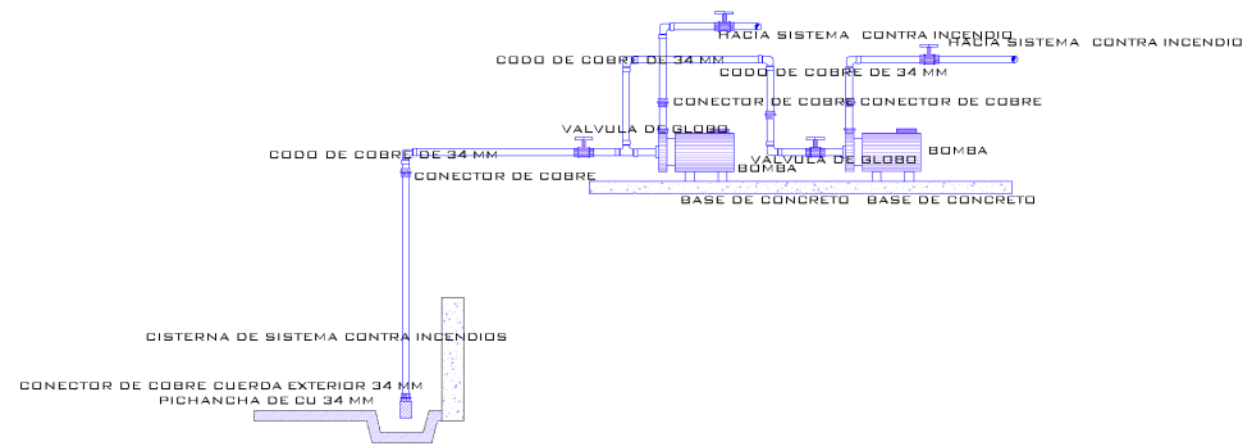 HACIA SISTEMA CONTRA INCENDIO
HACIA SISTEMA CONTRA INCENDIO
CODO DE COBRE DE 34 MM
CODO DE COBRE DE 34 MM
CONECTOR DE COBRE
CONECTOR DE COBRE
VALVULA DE GLOBO
CODO DE COBRE DE 34 MM
VALVULA DE GLOBO
BOMBA
BOMBA
CONECTOR DE COBRE
BASE DE CONCRETO
BASE DE CONCRETO
CISTERNA DE SISTEMA CONTRA INCENDIOS
CONECTOR DE COBRE CUERDA EXTERIOR 34 MM
PICHANCHA DE CU 34 MM